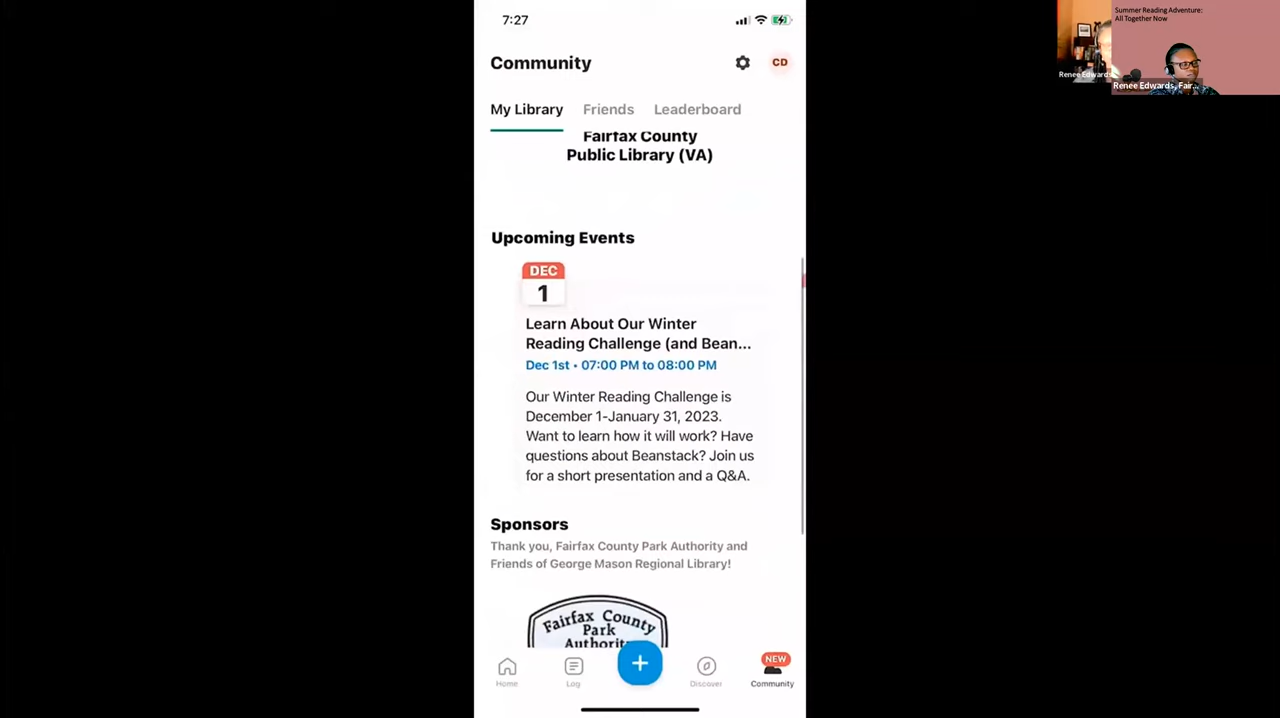 7:27
Summer Reading Adventure:
All Together Now
Community
CD
Renee Edwards
Renee Edwards, Fair...
My Library
Friends
Leaderboard
Fairfax County
Public Library (VA)
Upcoming Events
DEC
1
Learn About Our Winter
Reading Challenge (and Bean...
Dec 1st • 07:00 PM to 08:00 PM
Our Winter Reading Challenge is
December 1-January 31, 2023.
Want to learn how it will work? Have
questions about Beanstack? Join us
for a short presentation and a Q&A.
Sponsors
Thank you, Fairfax County Park Authority and
Friends of George Mason Regional Library!
Fairfax County
Park
Authority
NEW
Home
Log
Discover
Community